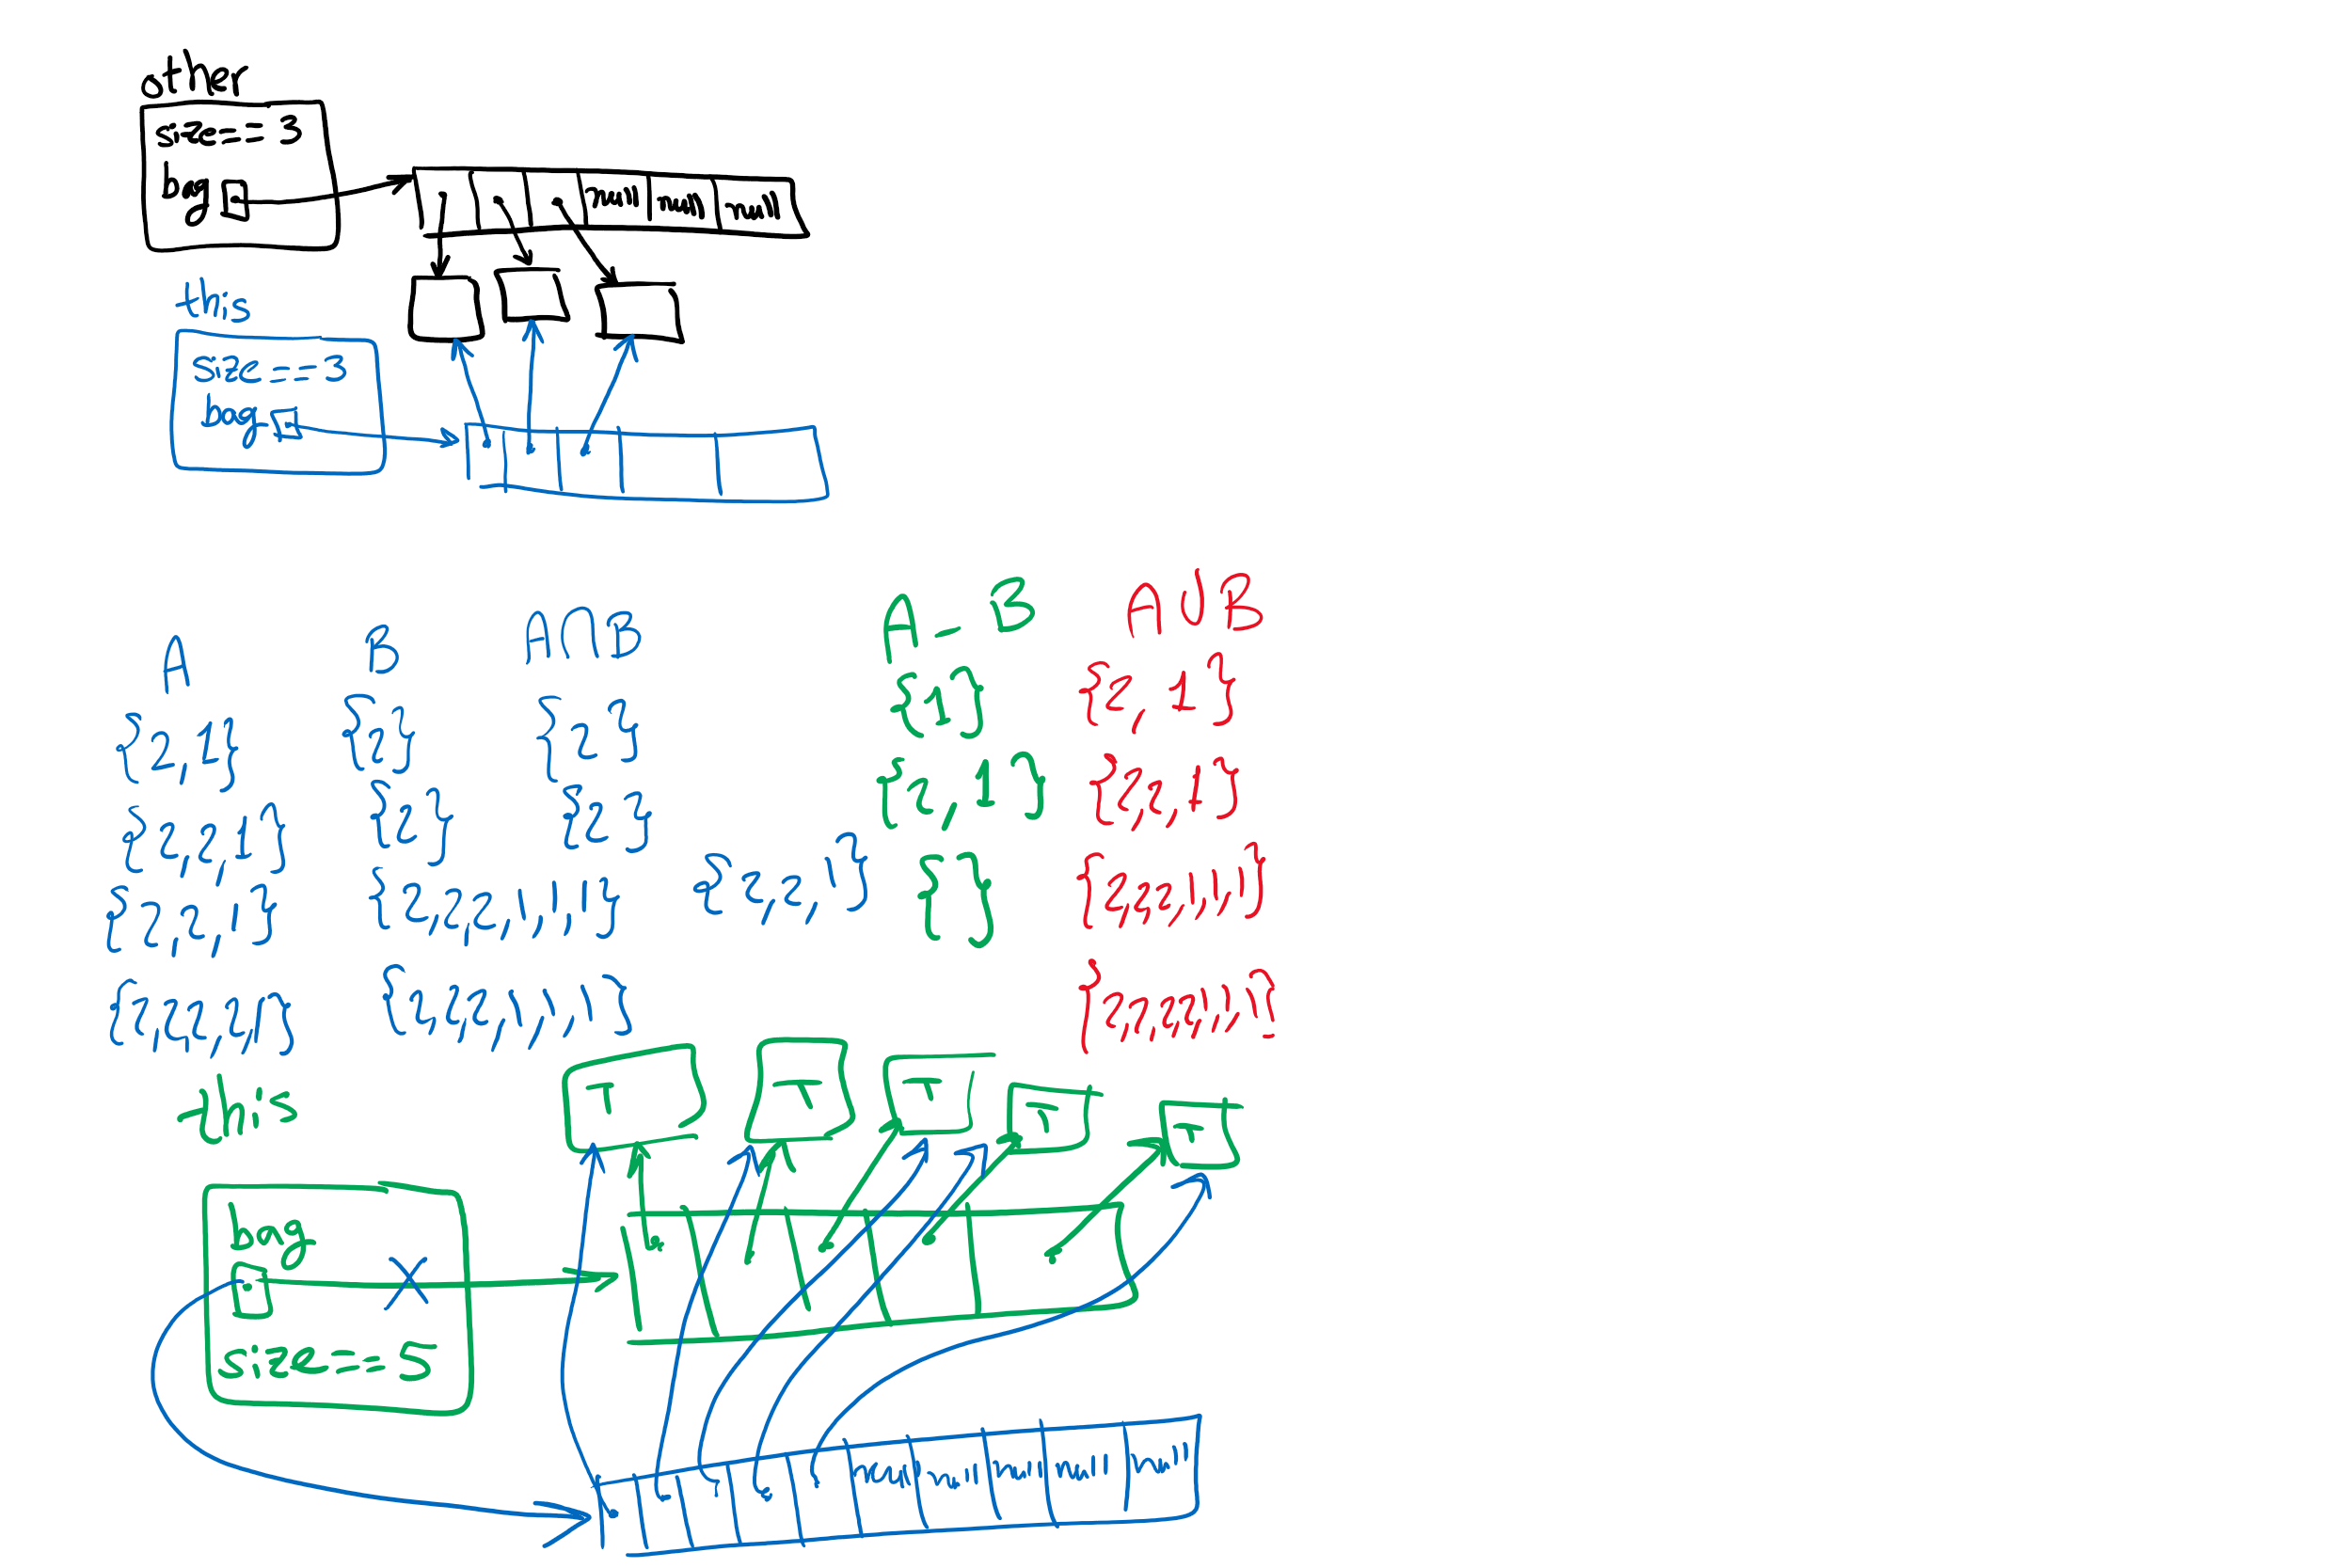 other
size==3
bag
null null null
this
size==3
bag
A B A∩B A-B A∪B
{2,1} {2} {2} {1} {2,1}
{2,2,1} {2} {2} {2,1} {2,2,1}
{2,2,1} {2,2,2,1,1,1} {2,2,1} {} {2,2,2,1,1,1}
{2,2,2,2,1} {2,2,2,1,1,1} {2,2,2,2,1,1,1}
this
T T T T T
bag
size==5
null null null null null